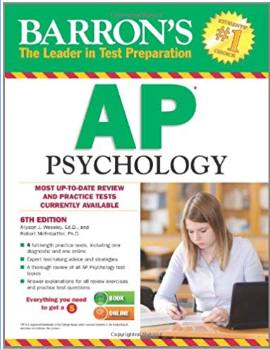 BARRON'S
The Leader in Test Preparation
STUDENTS'
#1
CHOICE
AP
PSYCHOLOGY
MOST UP-TO-DATE REVIEW
AND PRACTICE TESTS
CURRENTLY AVAILABLE
6TH EDITION
Allyson J. Weseley, Ed.D., and
Robert McEntarffer, Ph.D.
4 full-length practice tests, including one
diagnostic and one online
Expert test-taking advice and strategies
A thorough review of all AP Psychology test
topics
Answer explanations for all review exercises
and practice test questions
Everything you
need to get a 5
BOOK
ONLINE